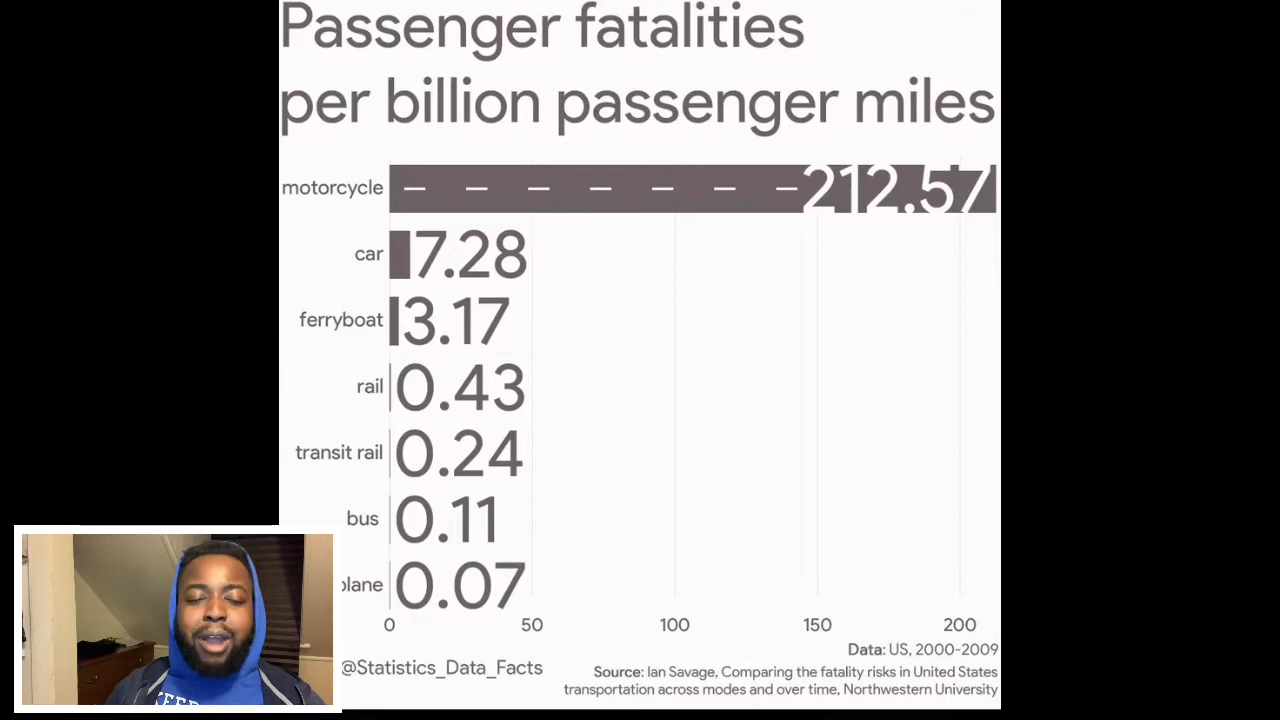 Passenger fatalities
per billion passenger miles
motorcycle 212.57
car 7.28
ferryboat 3.17
rail 0.43
transit rail 0.24
bus 0.11
plane 0.07
0 50 100 150 200
Data: US, 2000-2009
@Statistics_Data_Facts
Source: Ian Savage, Comparing the fatality risks in United States
transportation across modes and over time, Northwestern University